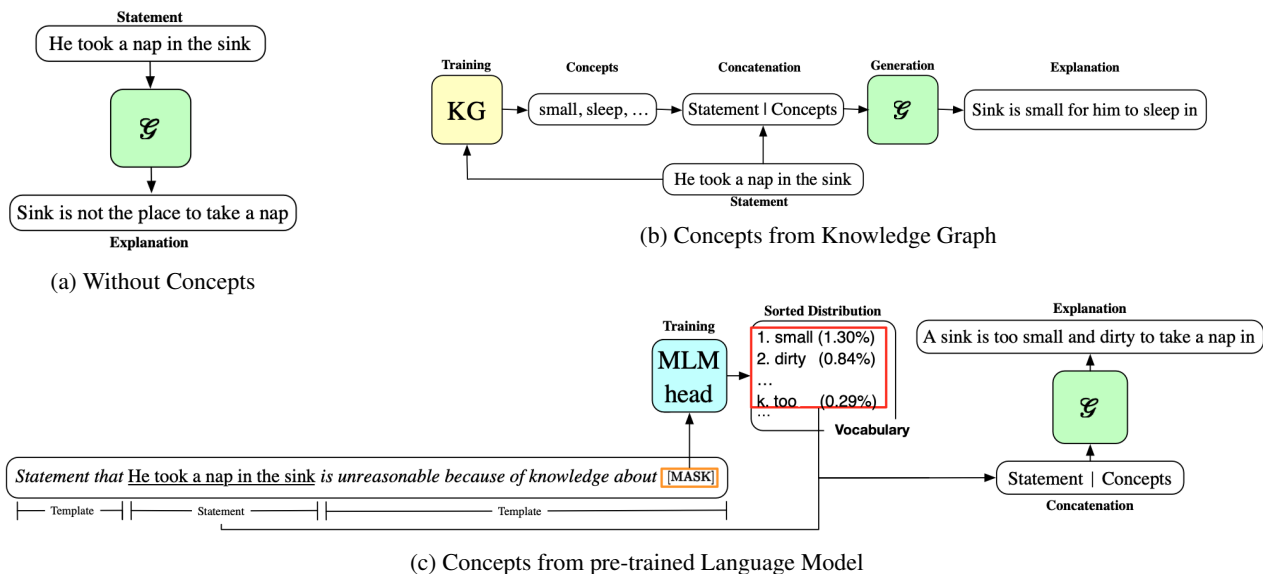 Statement
He took a nap in the sink
𝒢
Sink is not the place to take a nap
Explanation
(a) Without Concepts
Training
Concepts
Concatenation
Generation
Explanation
KG
small, sleep, …
Statement | Concepts
𝒢
Sink is small for him to sleep in
He took a nap in the sink
Statement
(b) Concepts from Knowledge Graph
Training
MLM
head
Sorted Distribution
1. small (1.30%)
2. dirty (0.84%)
…
k. too (0.29%)
…
Vocabulary
Explanation
A sink is too small and dirty to take a nap in
𝒢
Statement | Concepts
Concatenation
Statement that He took a nap in the sink is unreasonable because of knowledge about [MASK]
Template
Statement
Template
(c) Concepts from pre-trained Language Model